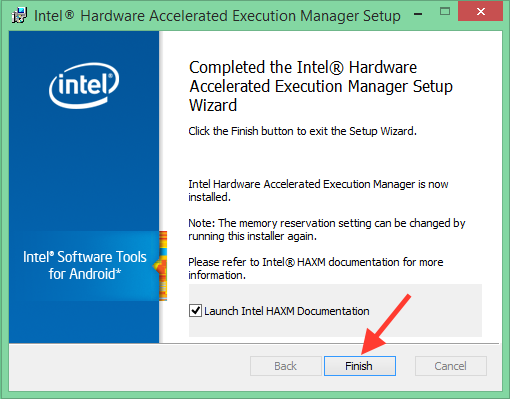 Intel® Hardware Accelerated Execution Manager Setup
intel
Completed the Intel® Hardware
Accelerated Execution Manager Setup
Wizard
Click the Finish button to exit the Setup Wizard.
Intel Hardware Accelerated Execution Manager is now
installed.
Note: The memory reservation setting can be changed by
running this installer again.
Please refer to Intel® HAXM documentation for more
information.
Intel® Software Tools
for Android*
Launch Intel HAXM Documentation
Back
Finish
Cancel